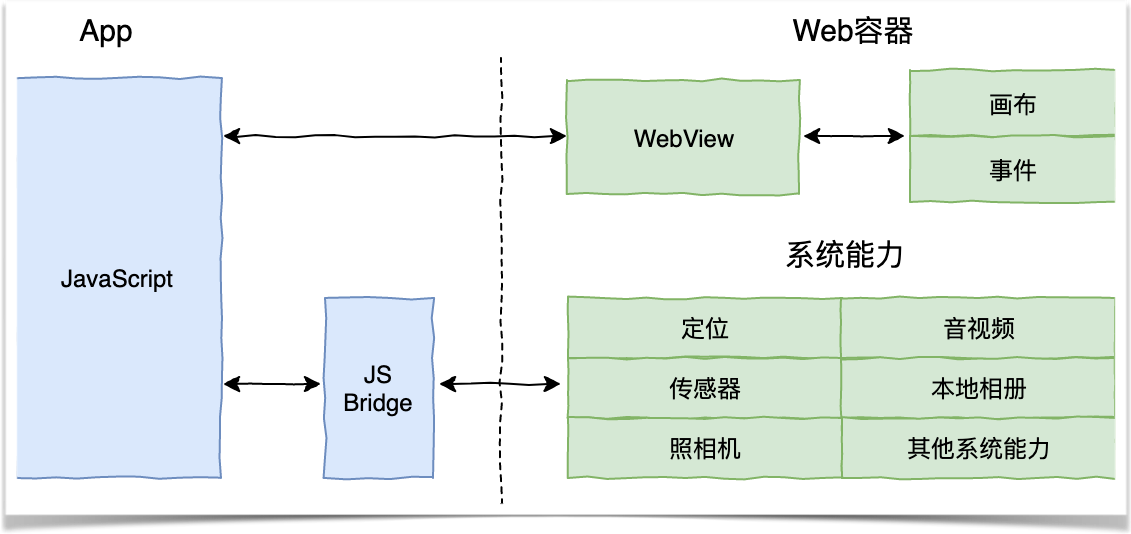 App
Web容器
JavaScript
WebView
画布
事件
系统能力
JS
Bridge
定位
音视频
传感器
本地相册
照相机
其他系统能力